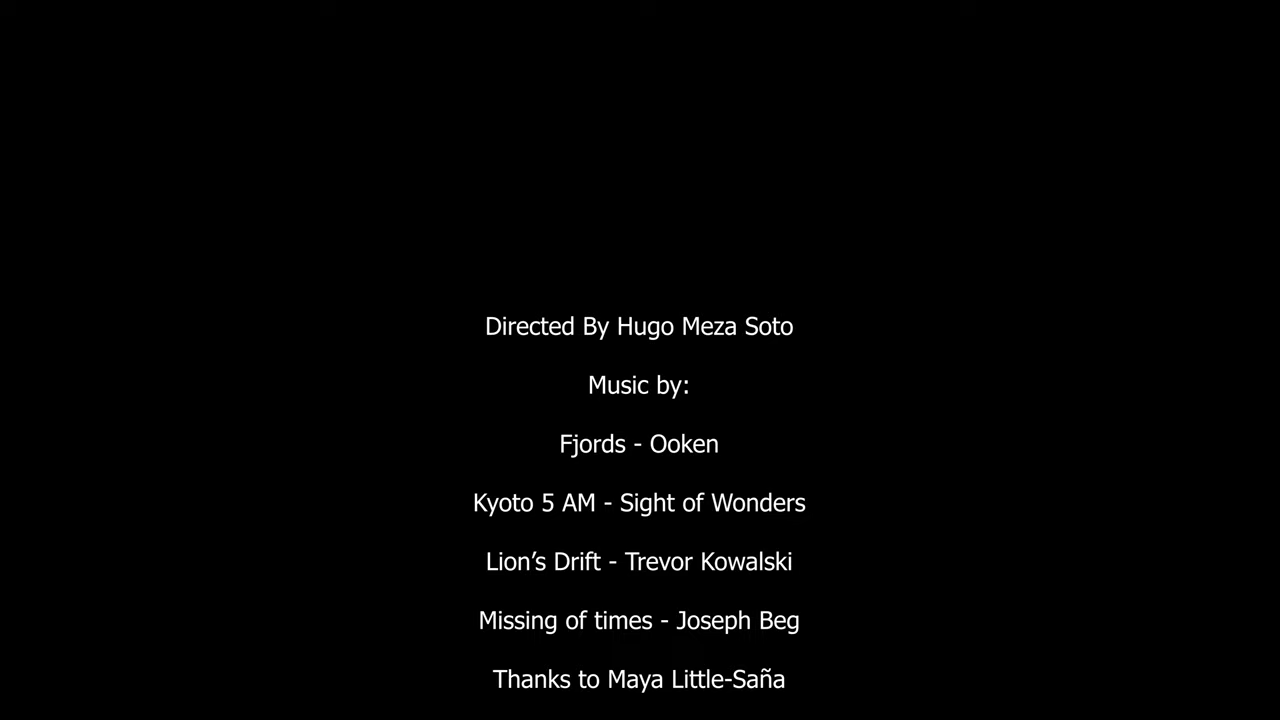 Directed By Hugo Meza Soto
Music by:
Fjords - Ooken
Kyoto 5 AM - Sight of Wonders
Lion’s Drift - Trevor Kowalski
Missing of times - Joseph Beg
Thanks to Maya Little-Saña